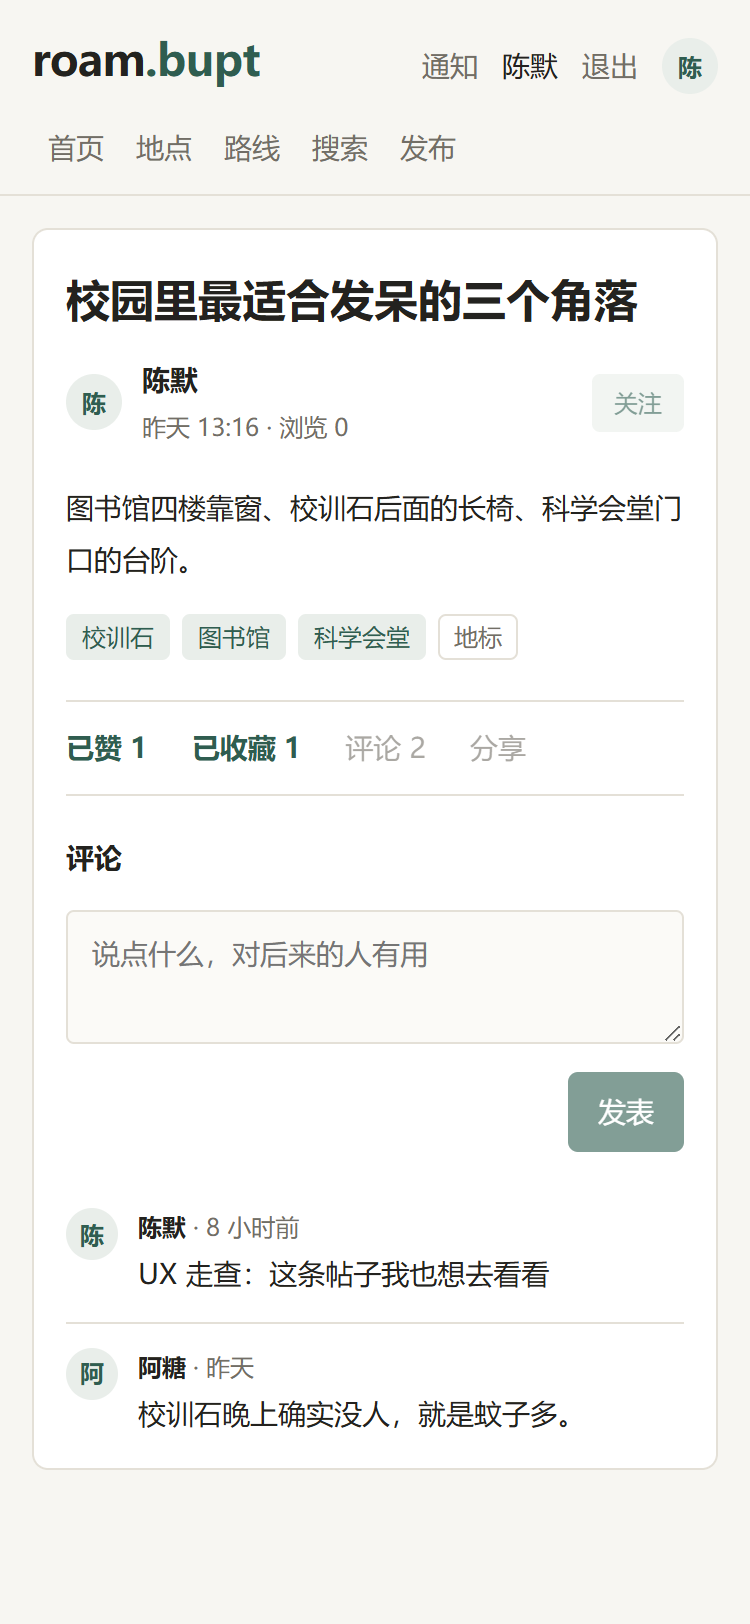 roam.bupt
通知 陈默 退出 陈
首页 地点 路线 搜索 发布
校园里最适合发呆的三个角落
陈
陈默
昨天 13:16 · 浏览 0
关注
图书馆四楼靠窗、校训石后面的长椅、科学会堂门
口的台阶。
校训石 图书馆 科学会堂 地标
已赞 1 已收藏 1 评论 2 分享
评论
说点什么，对后来的人有用
发表
陈
陈默 · 8 小时前
UX 走查：这条帖子我也想去看看
阿
阿糖 · 昨天
校训石晚上确实没人，就是蚊子多。